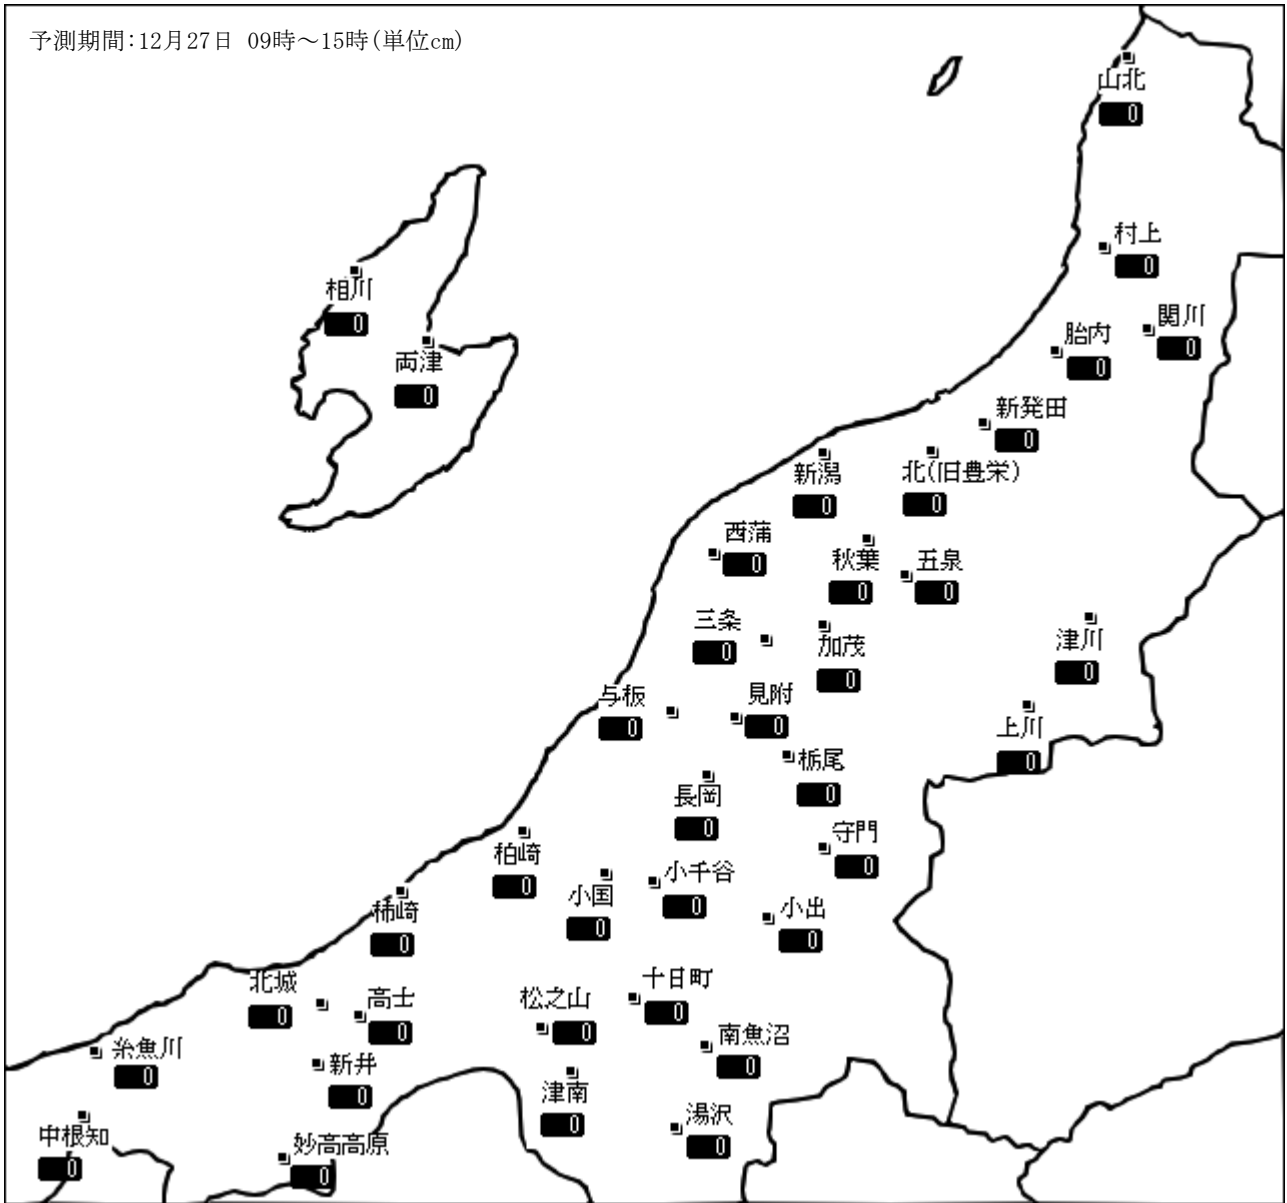 予測期間:12月27日 09時～15時(単位cm)
山北
0
村上
0
相川
0
関川
0
胎内
0
両津
0
新発田
0
新潟
0
北(旧豊栄)
0
西蒲
0
秋葉
0
五泉
0
三条
0
加茂
0
津川
0
与板
0
見附
0
上川
0
栃尾
0
長岡
0
守門
0
柏崎
0
小千谷
0
小国
0
小出
0
柿崎
0
北城
0
高士
0
松之山
0
十日町
0
南魚沼
0
糸魚川
0
新井
0
津南
0
湯沢
0
中根知
0
妙高高原
0